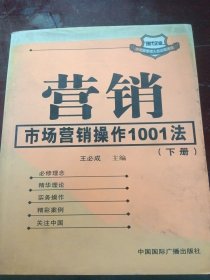 营销
市场营销操作1001法
（下册）
王必成 主编
必修理念
精华理论
实务操作
精彩案例
关注中国
中国国际广播出版社